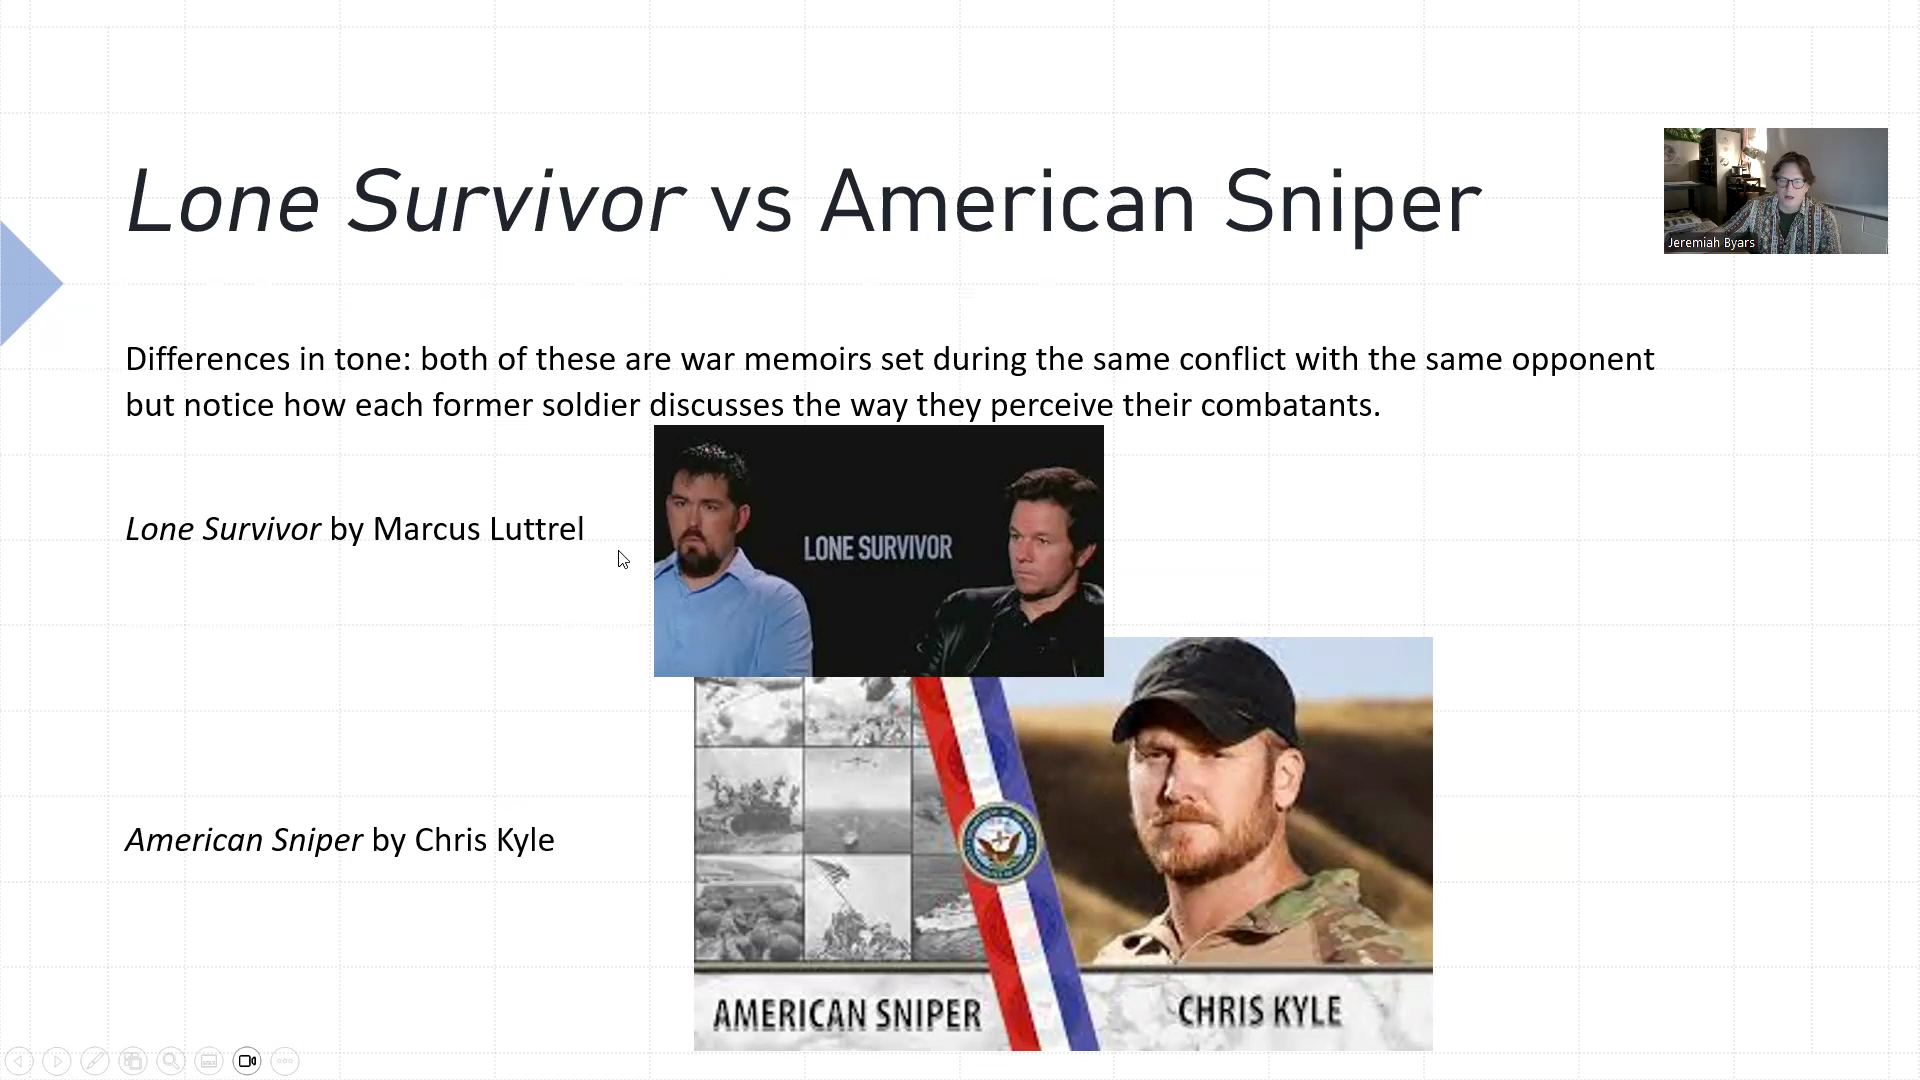 Lone Survivor vs American Sniper
Jeremiah Byars
Differences in tone: both of these are war memoirs set during the same conflict with the same opponent
but notice how each former soldier discusses the way they perceive their combatants.
Lone Survivor by Marcus Luttrel
LONE SURVIVOR
American Sniper by Chris Kyle
AMERICAN SNIPER
CHRIS KYLE